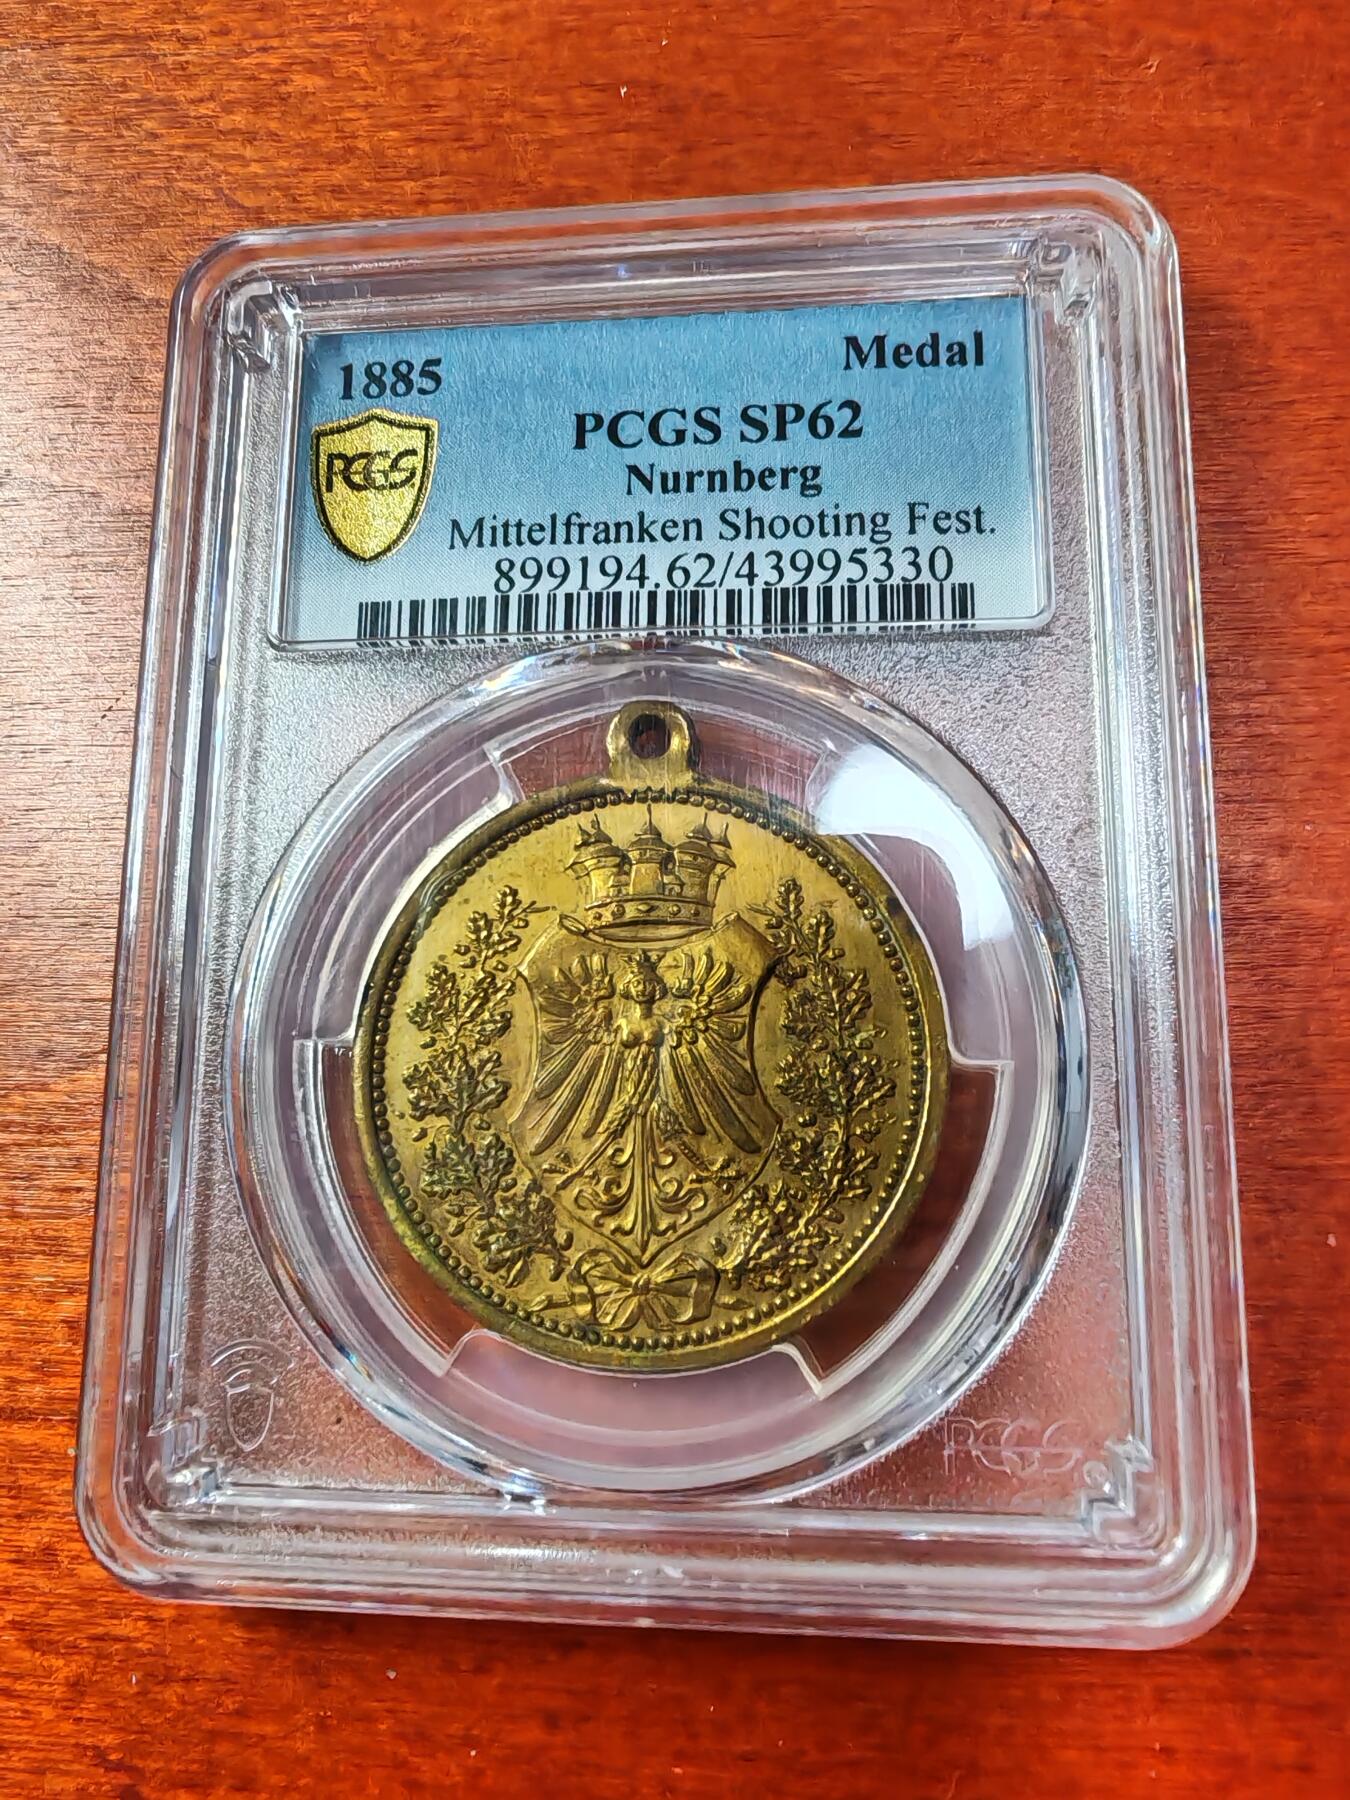 1885
Medal
PCGS SP62
PCGS
Nurnberg
Mittelfranken Shooting Fest.
899194.62/43995330
PCGS